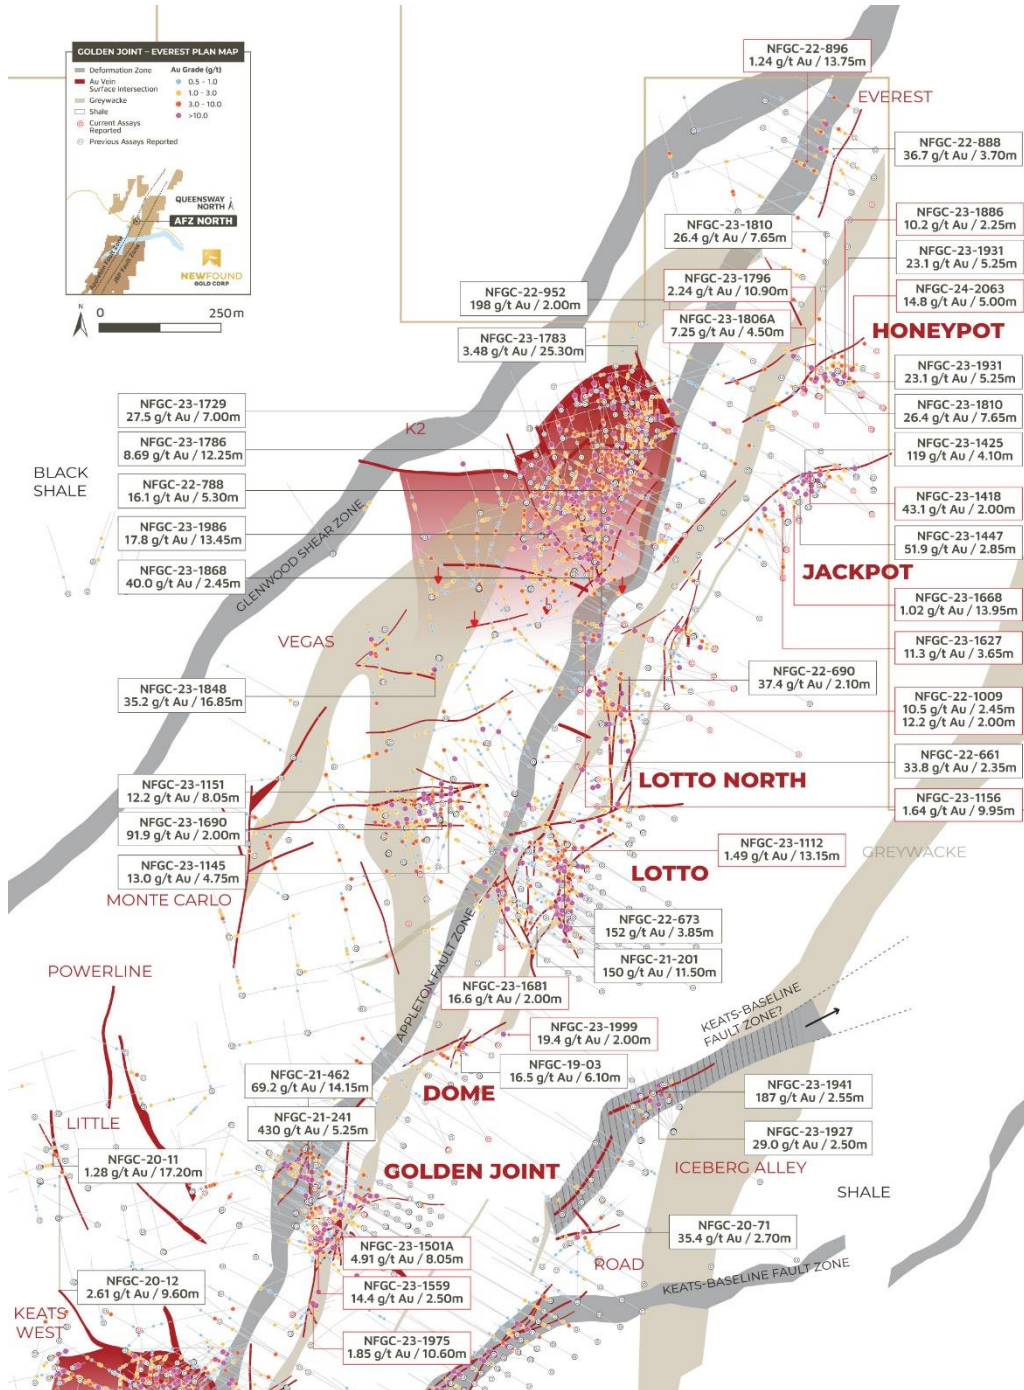 GOLDEN JOINT – EVEREST PLAN MAP
Deformation Zone
Au Vein
Surface Intersection
Greywacke
Shale
Current Assays
Reported
Previous Assays Reported
Au Grade (g/t)
0.5 - 1.0
1.0 - 3.0
3.0 - 10.0
>10.0
QUEENSWAY
NORTH
AFZ NORTH
Appleton Fault Zone
JBP Fault Zone
NEWFOUND
GOLD CORP
N
0
250 m
NFGC-22-896
1.24 g/t Au / 13.75m
EVEREST
NFGC-22-888
36.7 g/t Au / 3.70m
NFGC-23-1886
10.2 g/t Au / 2.25m
NFGC-23-1810
26.4 g/t Au / 7.65m
NFGC-23-1931
23.1 g/t Au / 5.25m
NFGC-23-1796
2.24 g/t Au / 10.90m
NFGC-24-2063
14.8 g/t Au / 5.00m
NFGC-22-952
198 g/t Au / 2.00m
NFGC-23-1806A
7.25 g/t Au / 4.50m
HONEYPOT
NFGC-23-1783
3.48 g/t Au / 25.30m
NFGC-23-1931
23.1 g/t Au / 5.25m
NFGC-23-1729
27.5 g/t Au / 7.00m
NFGC-23-1810
26.4 g/t Au / 7.65m
K2
NFGC-23-1786
8.69 g/t Au / 12.25m
NFGC-23-1425
119 g/t Au / 4.10m
BLACK
SHALE
NFGC-22-788
16.1 g/t Au / 5.30m
NFGC-23-1418
43.1 g/t Au / 2.00m
NFGC-23-1986
17.8 g/t Au / 13.45m
NFGC-23-1447
51.9 g/t Au / 2.85m
NFGC-23-1868
40.0 g/t Au / 2.45m
GLENWOOD SHEAR ZONE
JACKPOT
NFGC-23-1668
1.02 g/t Au / 13.95m
VEGAS
NFGC-23-1627
11.3 g/t Au / 3.65m
NFGC-22-690
37.4 g/t Au / 2.10m
NFGC-23-1848
35.2 g/t Au / 16.85m
NFGC-22-1009
10.5 g/t Au / 2.45m
12.2 g/t Au / 2.00m
NFGC-22-661
33.8 g/t Au / 2.35m
LOTTO NORTH
NFGC-23-1151
12.2 g/t Au / 8.05m
NFGC-23-1156
1.64 g/t Au / 9.95m
NFGC-23-1690
91.9 g/t Au / 2.00m
NFGC-23-1112
1.49 g/t Au / 13.15m
GREYWACKE
NFGC-23-1145
13.0 g/t Au / 4.75m
LOTTO
MONTE CARLO
NFGC-22-673
152 g/t Au / 3.85m
NFGC-21-201
150 g/t Au / 11.50m
POWERLINE
APPLETON FAULT ZONE
NFGC-23-1681
16.6 g/t Au / 2.00m
KEATS-BASELINE
FAULT ZONE?
NFGC-23-1999
19.4 g/t Au / 2.00m
NFGC-19-03
16.5 g/t Au / 6.10m
NFGC-21-462
69.2 g/t Au / 14.15m
DOME
NFGC-23-1941
187 g/t Au / 2.55m
NFGC-21-241
430 g/t Au / 5.25m
LITTLE
NFGC-23-1927
29.0 g/t Au / 2.50m
NFGC-20-11
1.28 g/t Au / 17.20m
GOLDEN JOINT
ICEBERG ALLEY
SHALE
NFGC-20-71
35.4 g/t Au / 2.70m
NFGC-23-1501A
4.91 g/t Au / 8.05m
ROAD
NFGC-20-12
2.61 g/t Au / 9.60m
NFGC-23-1559
14.4 g/t Au / 2.50m
KEATS-BASELINE FAULT ZONE
KEATS
WEST
NFGC-23-1975
1.85 g/t Au / 10.60m